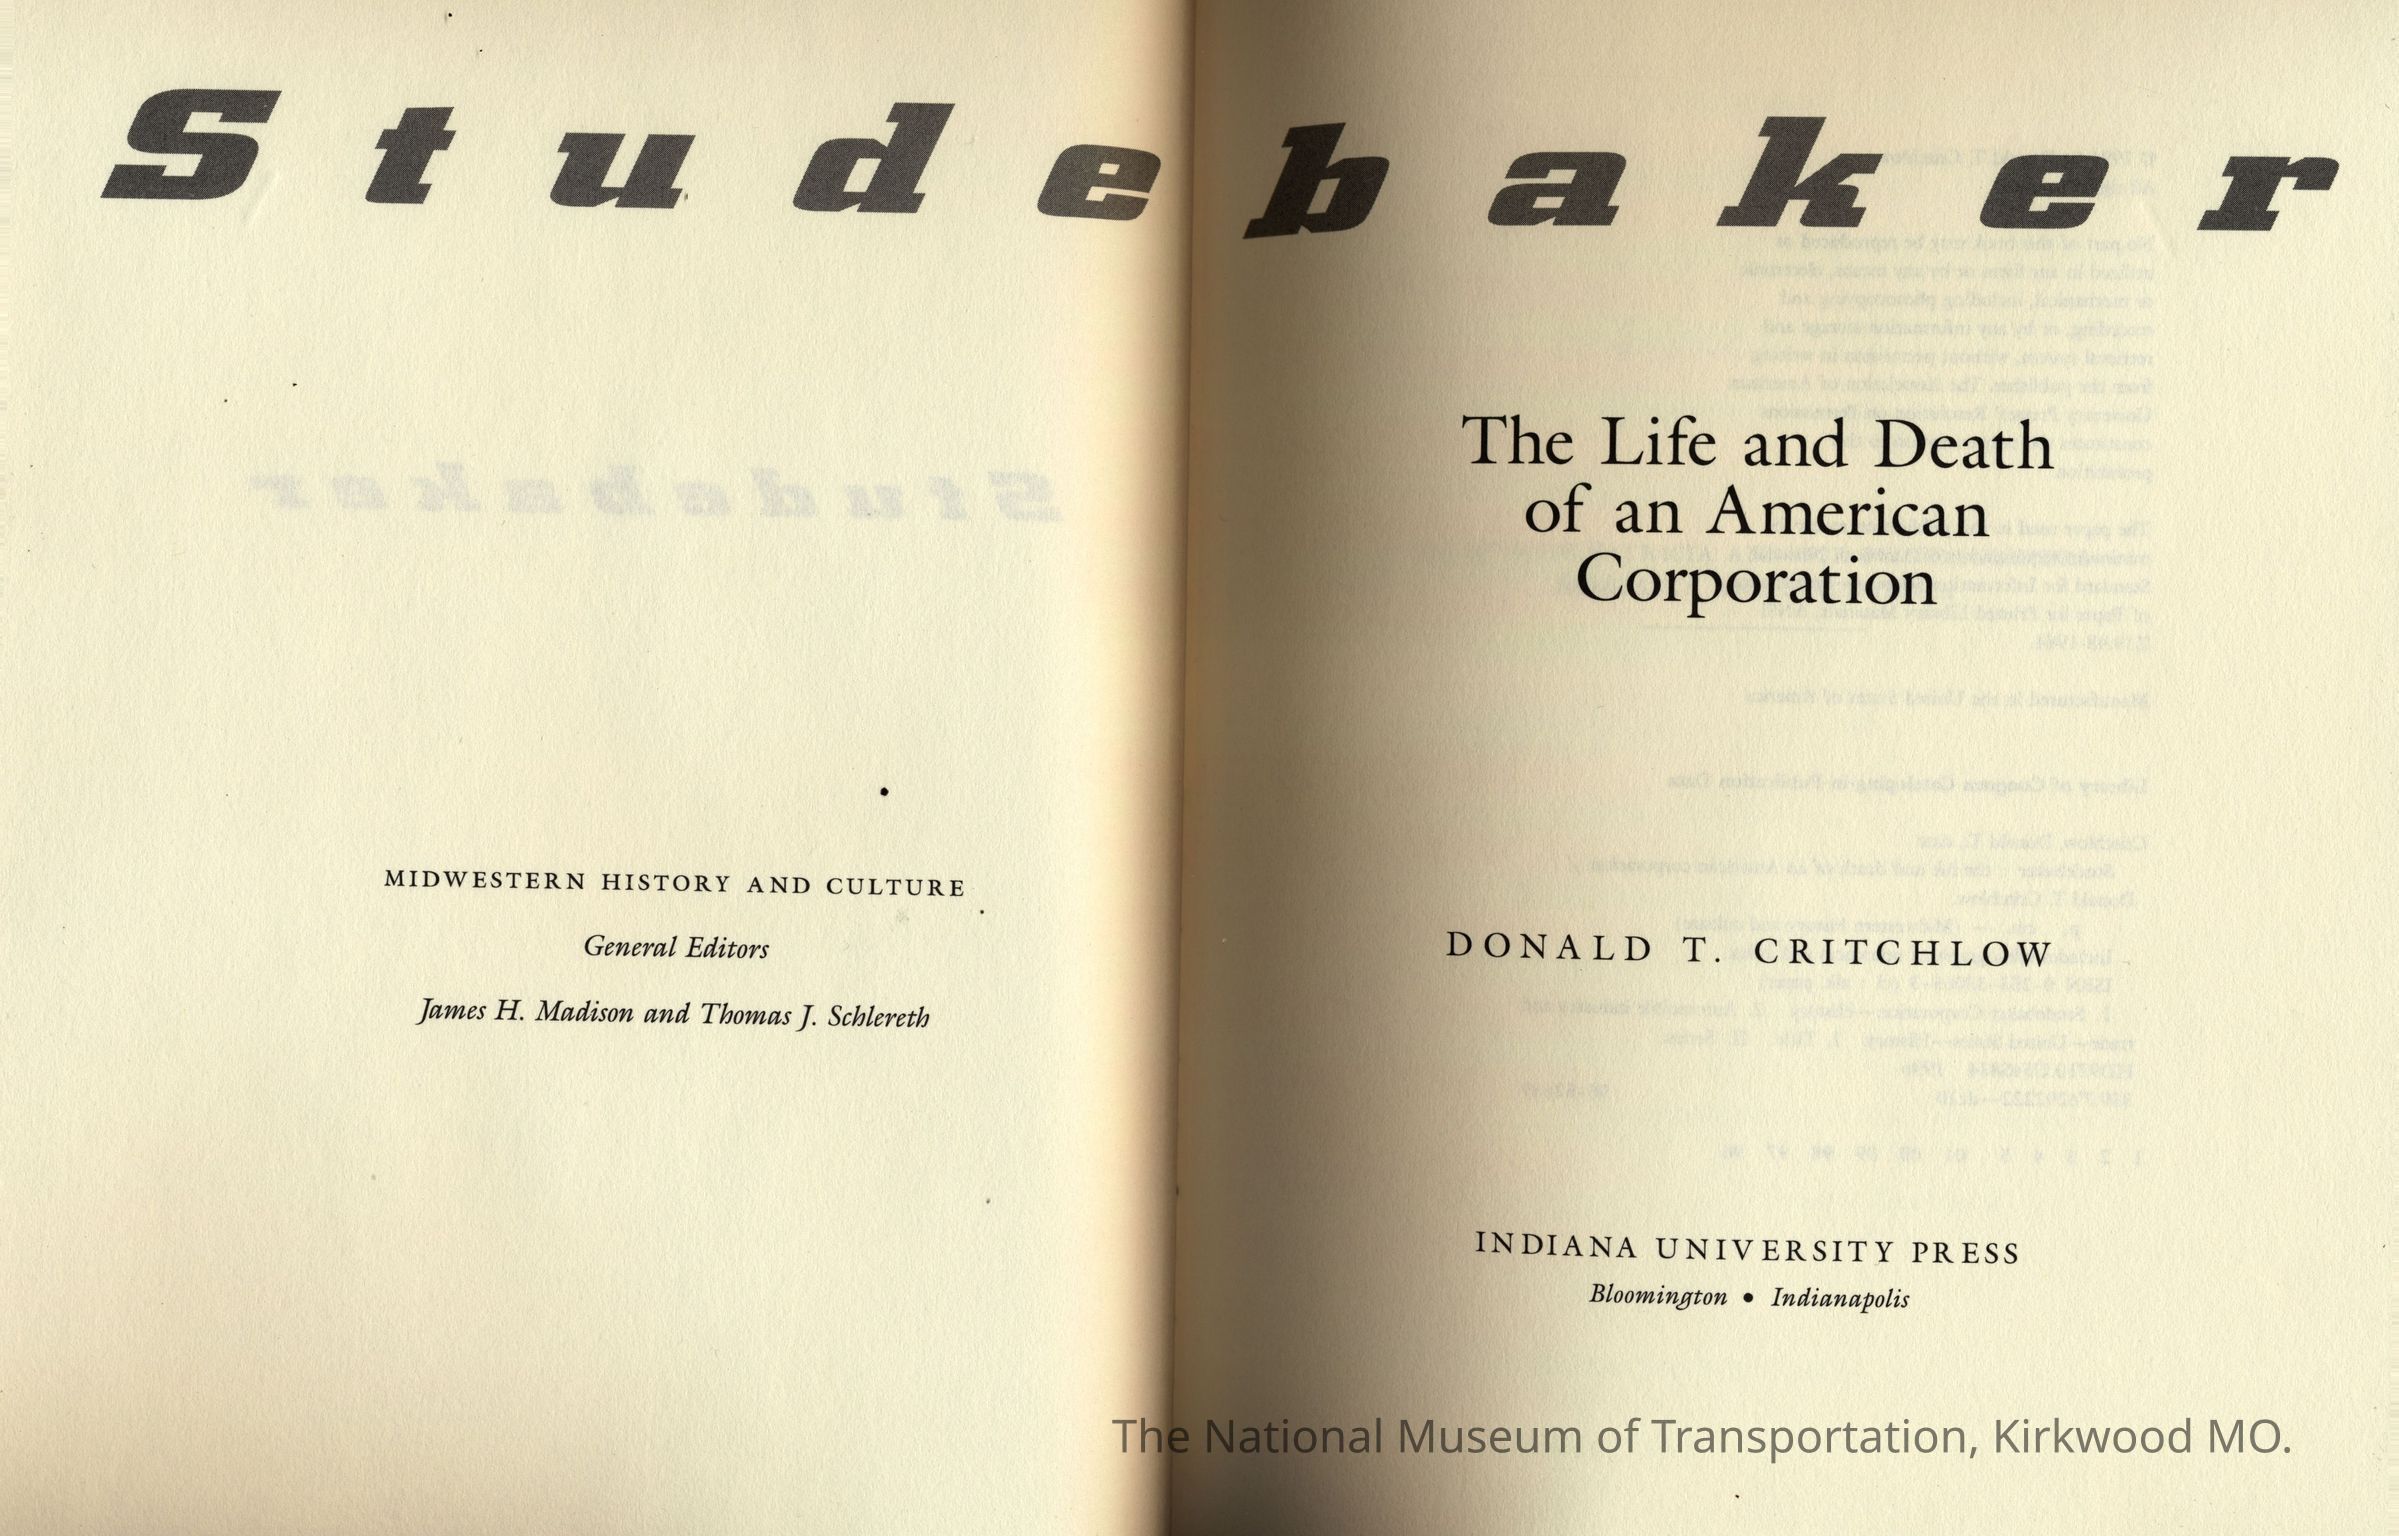 Studebaker
MIDWESTERN HISTORY AND CULTURE
General Editors
James H. Madison and Thomas J. Schlereth
The Life and Death
of an American
Corporation
DONALD T. CRITCHLOW
INDIANA UNIVERSITY PRESS
Bloomington • Indianapolis
The National Museum of Transportation, Kirkwood MO.